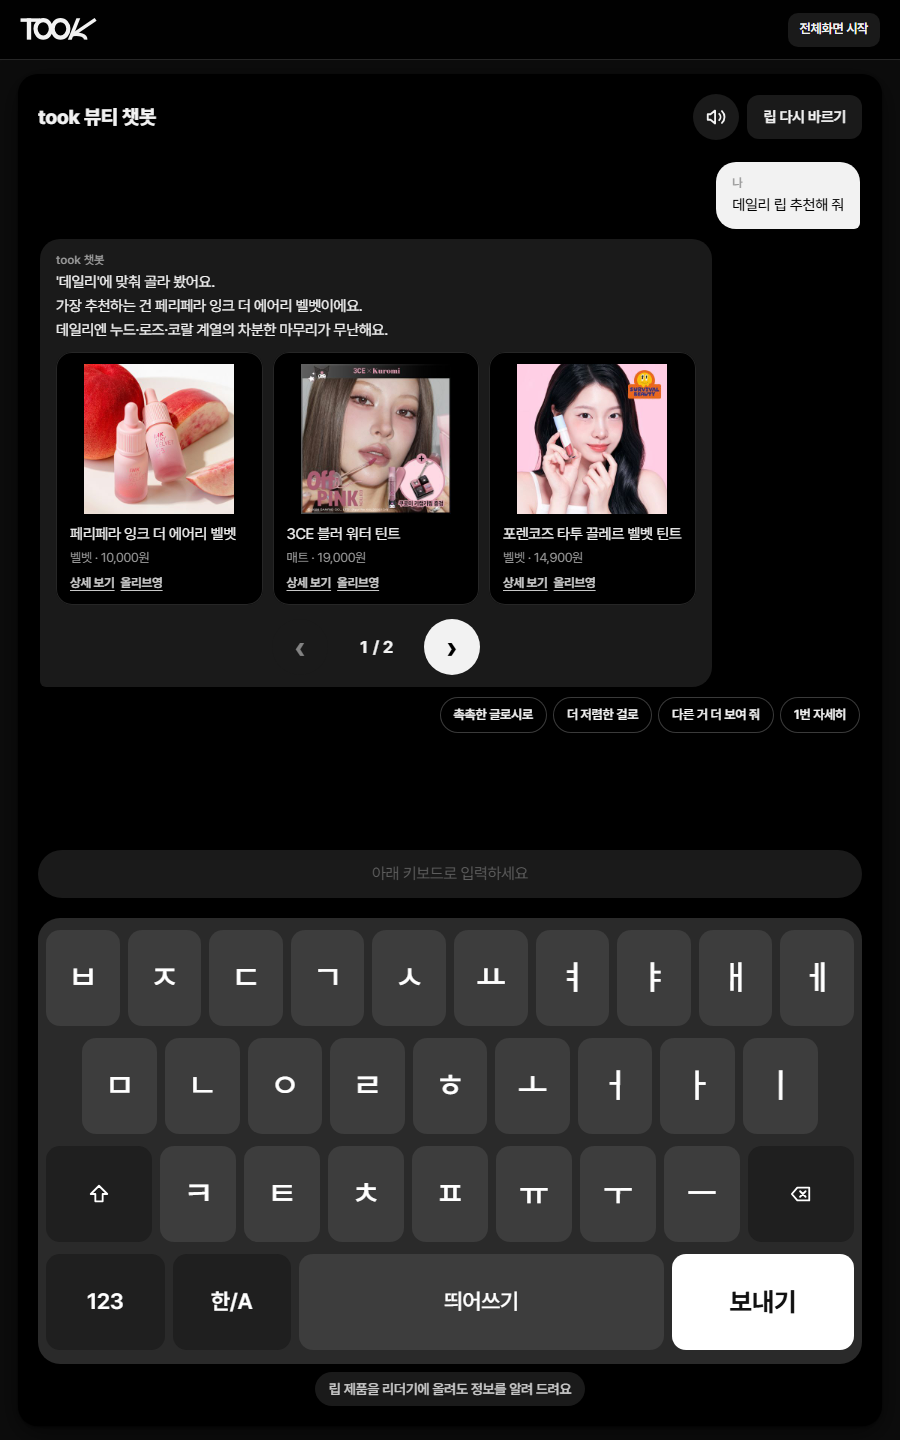 TOOK
전체화면 시작
took 뷰티 챗봇
립 다시 바르기
나
데일리 립 추천해 줘
took 챗봇
'데일리'에 맞춰 골라 봤어요.
가장 추천하는 건 페리페라 잉크 더 에어리 벨벳이에요.
데일리엔 누드·로즈·코랄 계열의 차분한 마무리가 무난해요.
3CE × Kuromi
Off
PINK
SURVIVAL
BEAUTY
페리페라 잉크 더 에어리 벨벳
벨벳 · 10,000원
상세 보기 올리브영
3CE 블러 워터 틴트
매트 · 19,000원
상세 보기 올리브영
포렌코즈 타투 끌레르 벨벳 틴트
벨벳 · 14,900원
상세 보기 올리브영
‹ 1 / 2 ›
촉촉한 글로시로
더 저렴한 걸로
다른 거 더 보여 줘
1번 자세히
아래 키보드로 입력하세요
ㅂ ㅈ ㄷ ㄱ ㅅ ㅛ ㅕ ㅑ ㅐ ㅔ
ㅁ ㄴ ㅇ ㄹ ㅎ ㅗ ㅓ ㅏ ㅣ
ㅋ ㅌ ㅊ ㅍ ㅠ ㅜ ㅡ
123 한/A 띄어쓰기 보내기
립 제품을 리더기에 올려도 정보를 알려 드려요